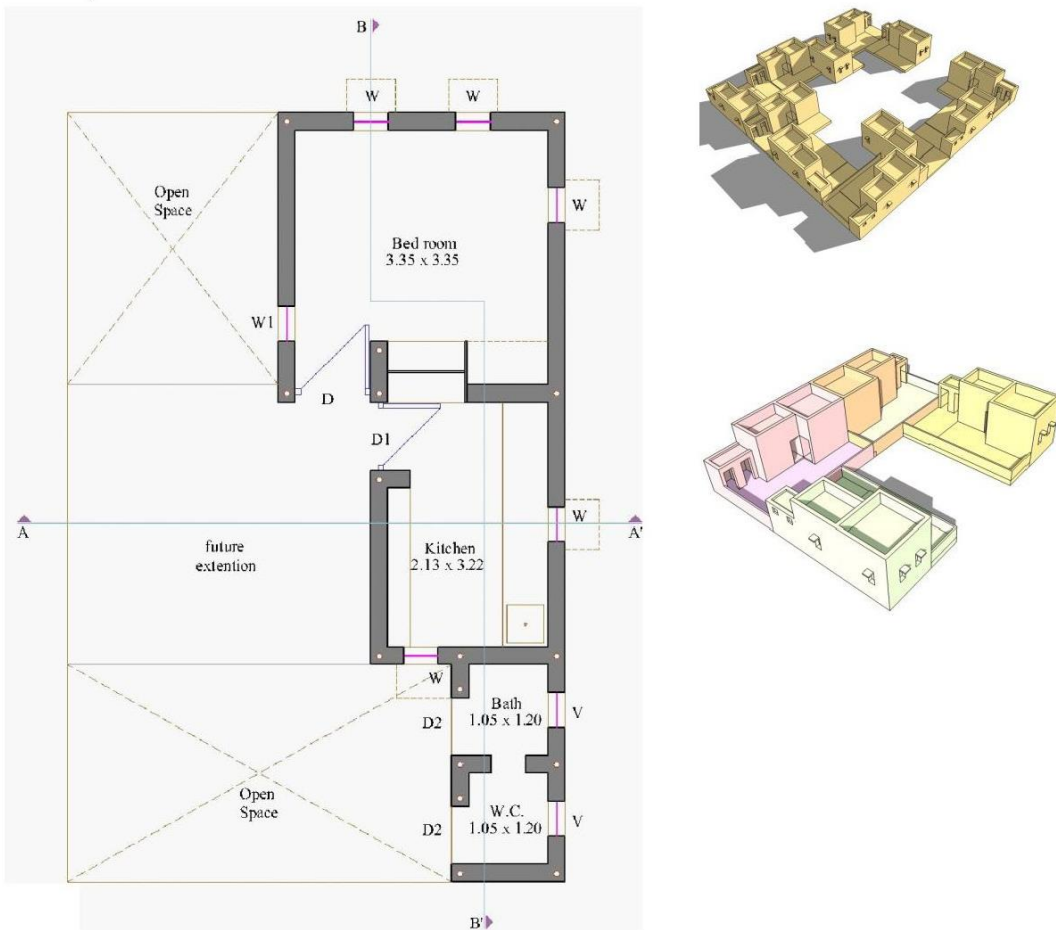 B
W
W
Open
Space
W
Bed room
3.35 x 3.35
W1
D
D1
W
A
A'
future
extention
Kitchen
2.13 x 3.22
W
Bath
1.05 x 1.20
D2
V
Open
Space
W.C.
1.05 x 1.20
D2
V
B'